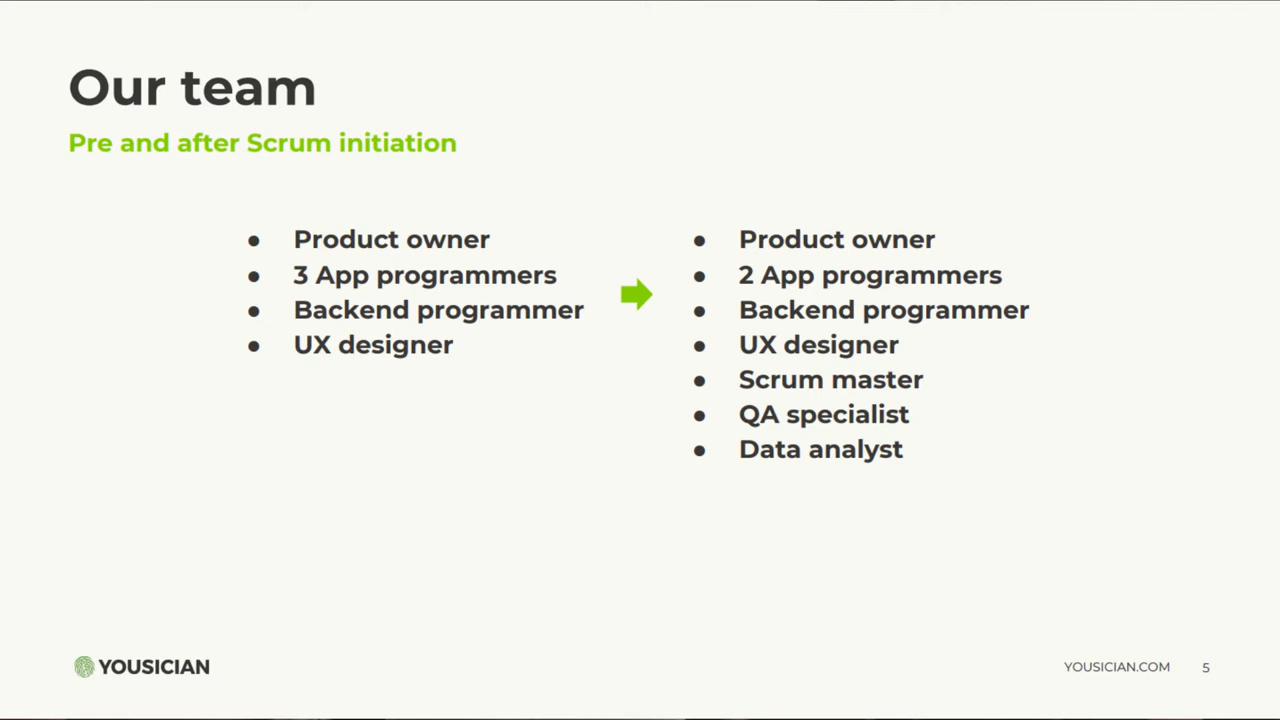 Our team
Pre and after Scrum initiation
● Product owner
● 3 App programmers
● Backend programmer
● UX designer
● Product owner
● 2 App programmers
● Backend programmer
● UX designer
● Scrum master
● QA specialist
● Data analyst
YOUSICIAN
YOUSICIAN.COM 5